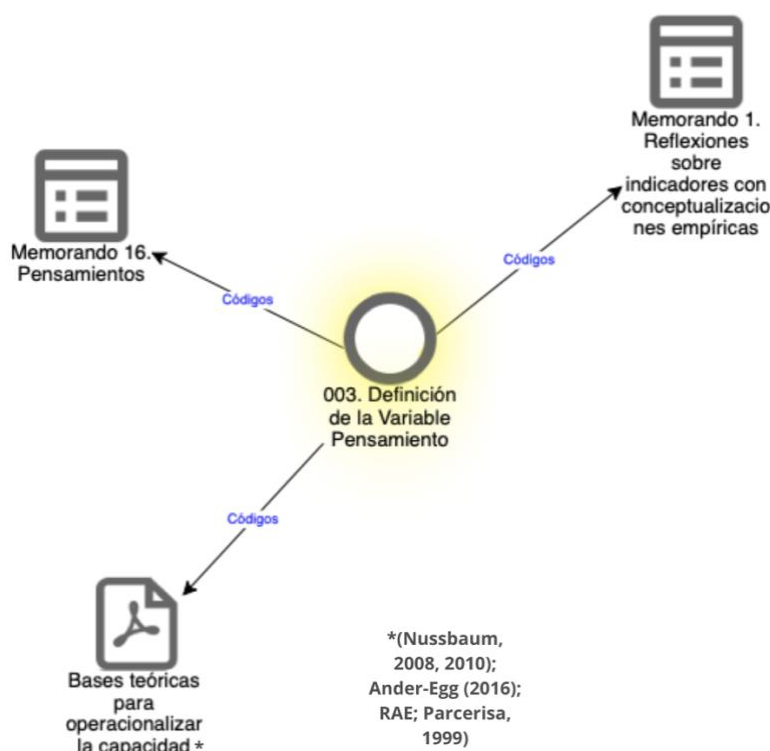 Memorando 1.
Reflexiones
sobre
indicadores con
conceptualizacio
nes empíricas
Memorando 16.
Pensamientos
Códigos
Códigos
003. Definición
de la Variable
Pensamiento
Códigos
Bases teóricas
para
operacionalizar
la capacidad *
*(Nussbaum,
2008, 2010);
Ander-Egg (2016);
RAE; Parcerisa,
1999)